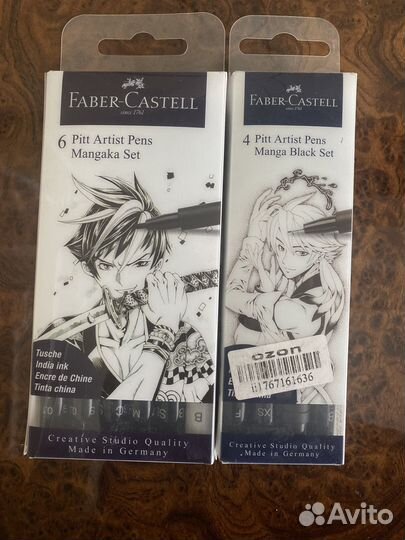 FABER-CASTELL
since 1761
6 Pitt Artist Pens
Mangaka Set
Tusche
India ink
Encre de Chine
Tinta china
B
Creative Studio Quality
Made in Germany
FABER-CASTELL
since 1761
4 Pitt Artist Pens
Manga Black Set
ozon
F
XS
Creative Studio Quality
Made in Germany
Avito